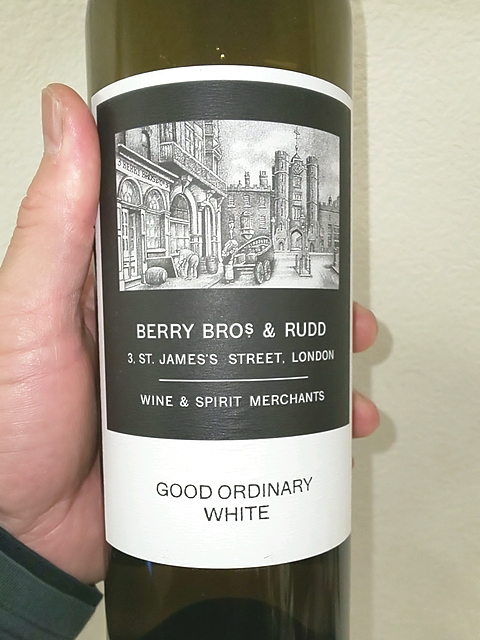 BERRY BROS & RUDD
3, ST. JAMES'S STREET, LONDON
WINE & SPIRIT MERCHANTS
GOOD ORDINARY
WHITE